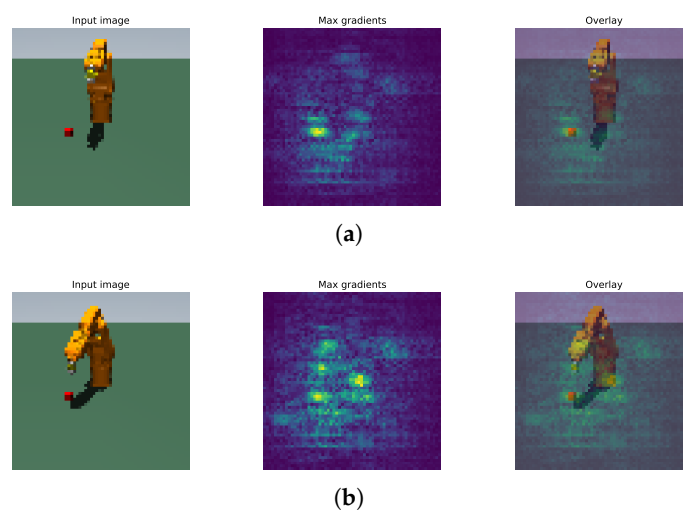 Input image
Max gradients
Overlay
(a)
Input image
Max gradients
Overlay
(b)